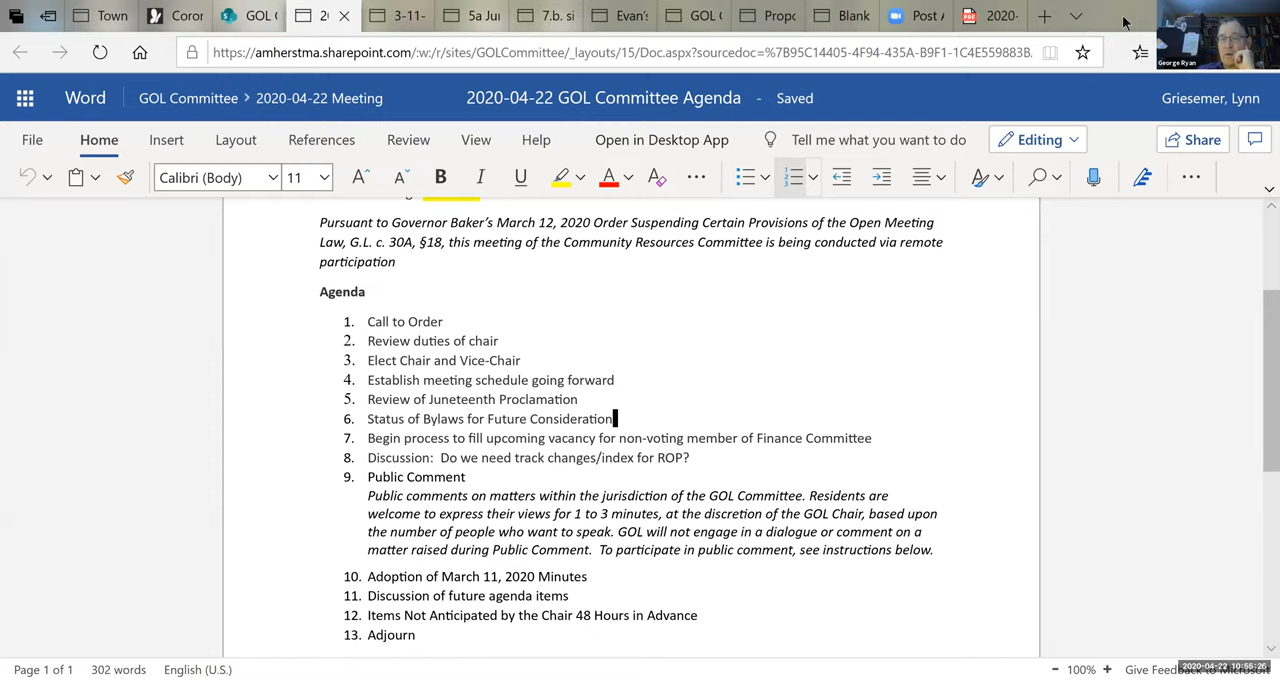 Town
Coror
GOL C
20
3-11-
5a Jur
7.b. si
Evan's
GOL C
Propo
Blank
Post A
2020-
https://amherstma.sharepoint.com/:w:/r/sites/GOLCommittee/_layouts/15/Doc.aspx?sourcedoc=%7B95C14405-4F94-435A-B9F1-1C4E559883B.
George Ryan
Word
GOL Committee > 2020-04-22 Meeting
2020-04-22 GOL Committee Agenda - Saved
Griesemer, Lynn
File Home Insert Layout References Review View Help Open in Desktop App Tell me what you want to do Editing Share
Calibri (Body) 11
Pursuant to Governor Baker's March 12, 2020 Order Suspending Certain Provisions of the Open Meeting
Law, G.L. c. 30A, §18, this meeting of the Community Resources Committee is being conducted via remote
participation
Agenda
1. Call to Order
2. Review duties of chair
3. Elect Chair and Vice-Chair
4. Establish meeting schedule going forward
5. Review of Juneteenth Proclamation
6. Status of Bylaws for Future Consideration
7. Begin process to fill upcoming vacancy for non-voting member of Finance Committee
8. Discussion: Do we need track changes/index for ROP?
9. Public Comment
Public comments on matters within the jurisdiction of the GOL Committee. Residents are
welcome to express their views for 1 to 3 minutes, at the discretion of the GOL Chair, based upon
the number of people who want to speak. GOL will not engage in a dialogue or comment on a
matter raised during Public Comment. To participate in public comment, see instructions below.
10. Adoption of March 11, 2020 Minutes
11. Discussion of future agenda items
12. Items Not Anticipated by the Chair 48 Hours in Advance
13. Adjourn
Page 1 of 1 302 words English (U.S.) - 100% + Give Feedback to Microsoft
2020-04-22 10:55:26